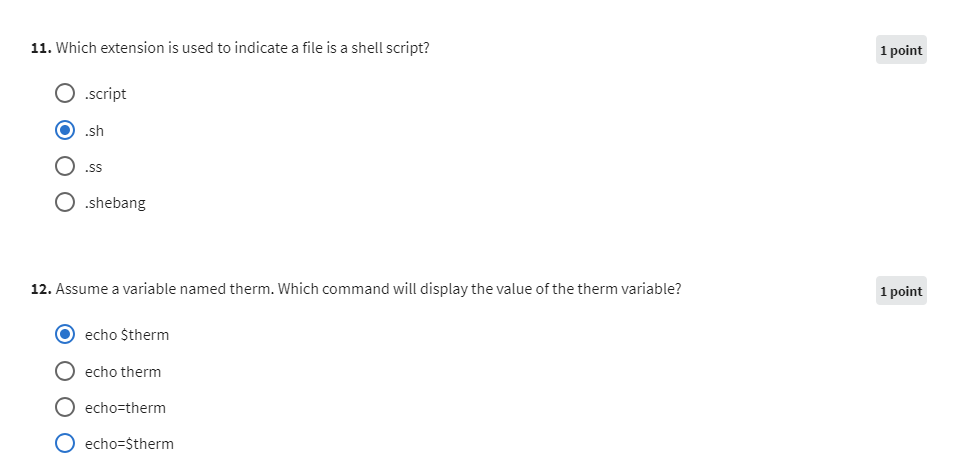 11. Which extension is used to indicate a file is a shell script?
1 point
.script
.sh
.ss
.shebang
12. Assume a variable named therm. Which command will display the value of the therm variable?
1 point
echo $therm
echo therm
echo=therm
echo=$therm